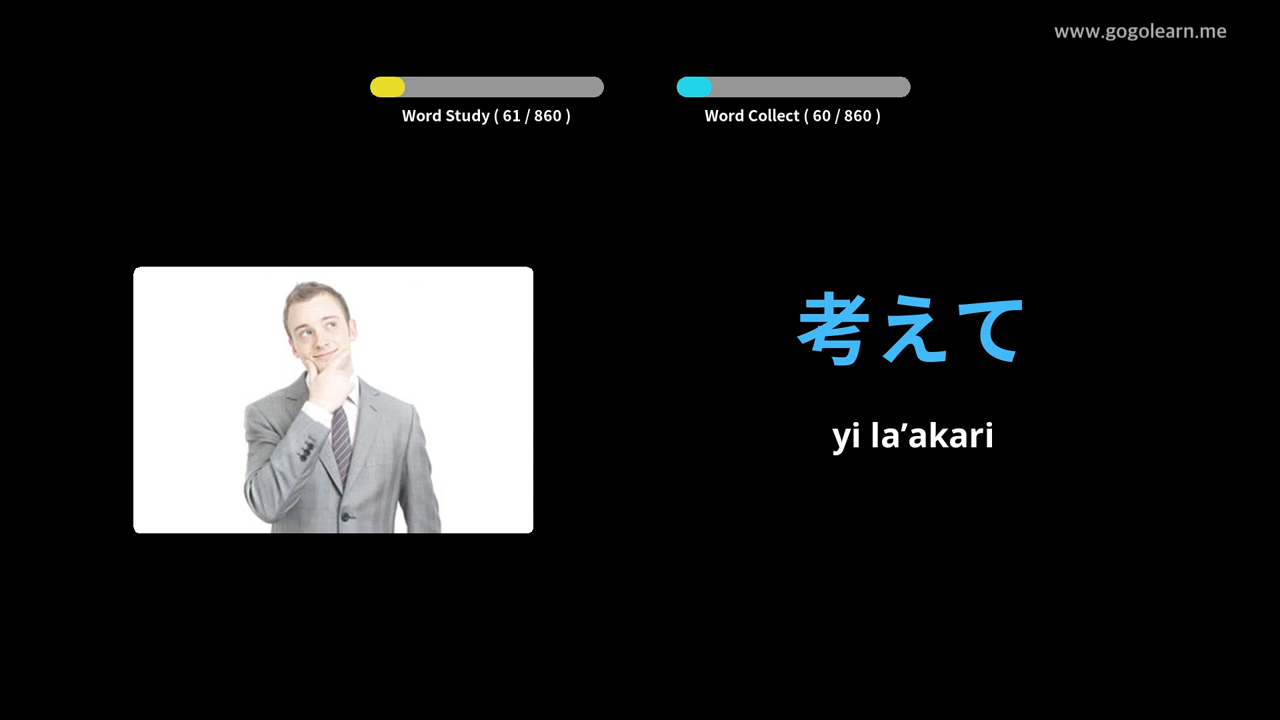 www.gogolearn.me
Word Study ( 61 / 860 )
Word Collect ( 60 / 860 )
考えて
yi la’akari